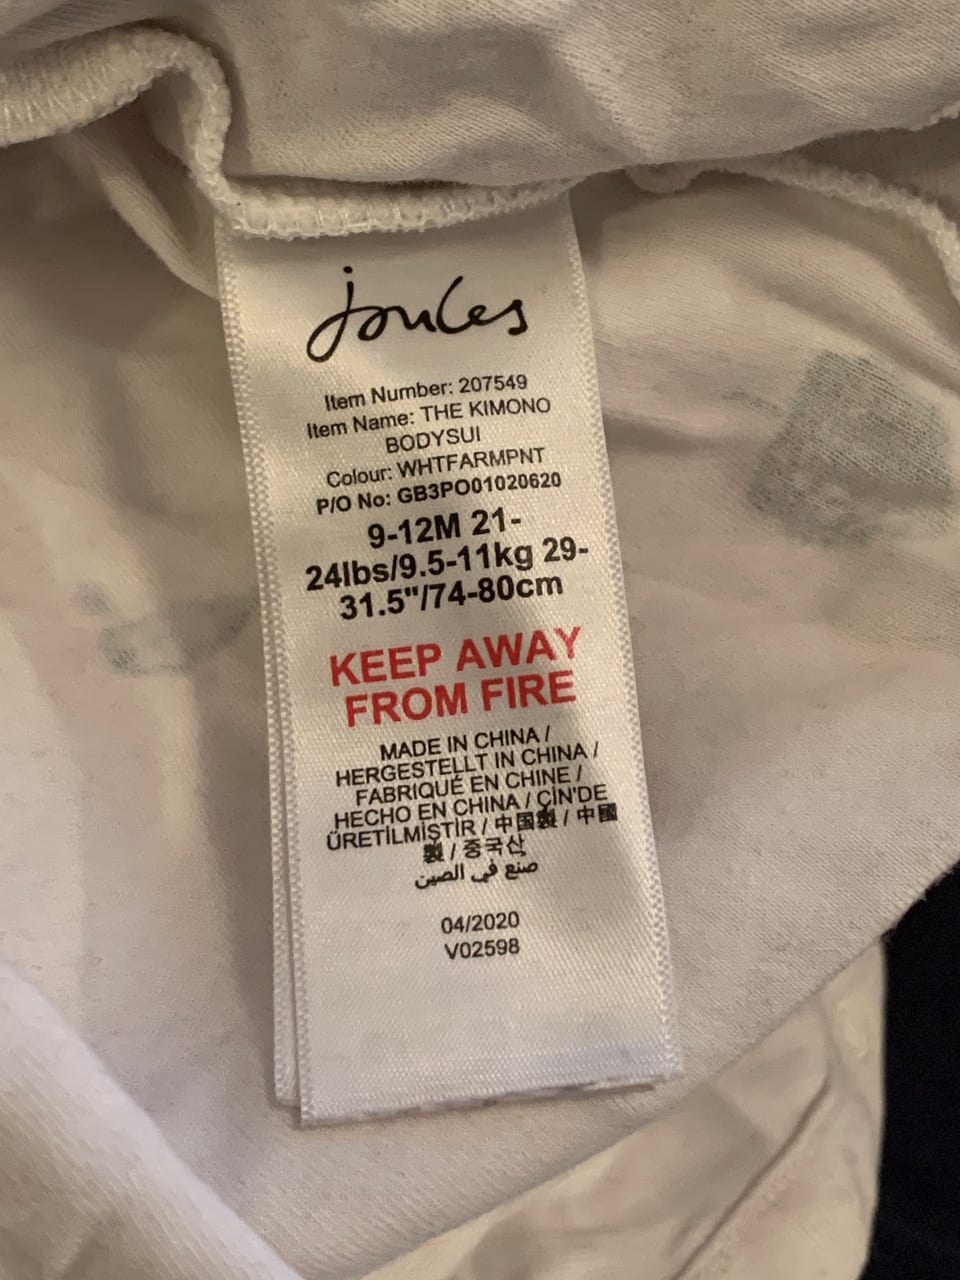 joules
Item Number: 207549
Item Name: THE KIMONO
BODYSUI
Colour: WHTFARMPNT
P/O No: GB3PO01020620
9-12M 21-
24lbs/9.5-11kg 29-
31.5"/74-80cm
KEEP AWAY
FROM FIRE
MADE IN CHINA /
HERGESTELLT IN CHINA /
FABRIQUÉ EN CHINE /
HECHO EN CHINA / ÇİN'DE
ÜRETİLMİŞTİR / 中国製 / 中國
製 / 중국산
صنع في الصين
04/2020
V02598